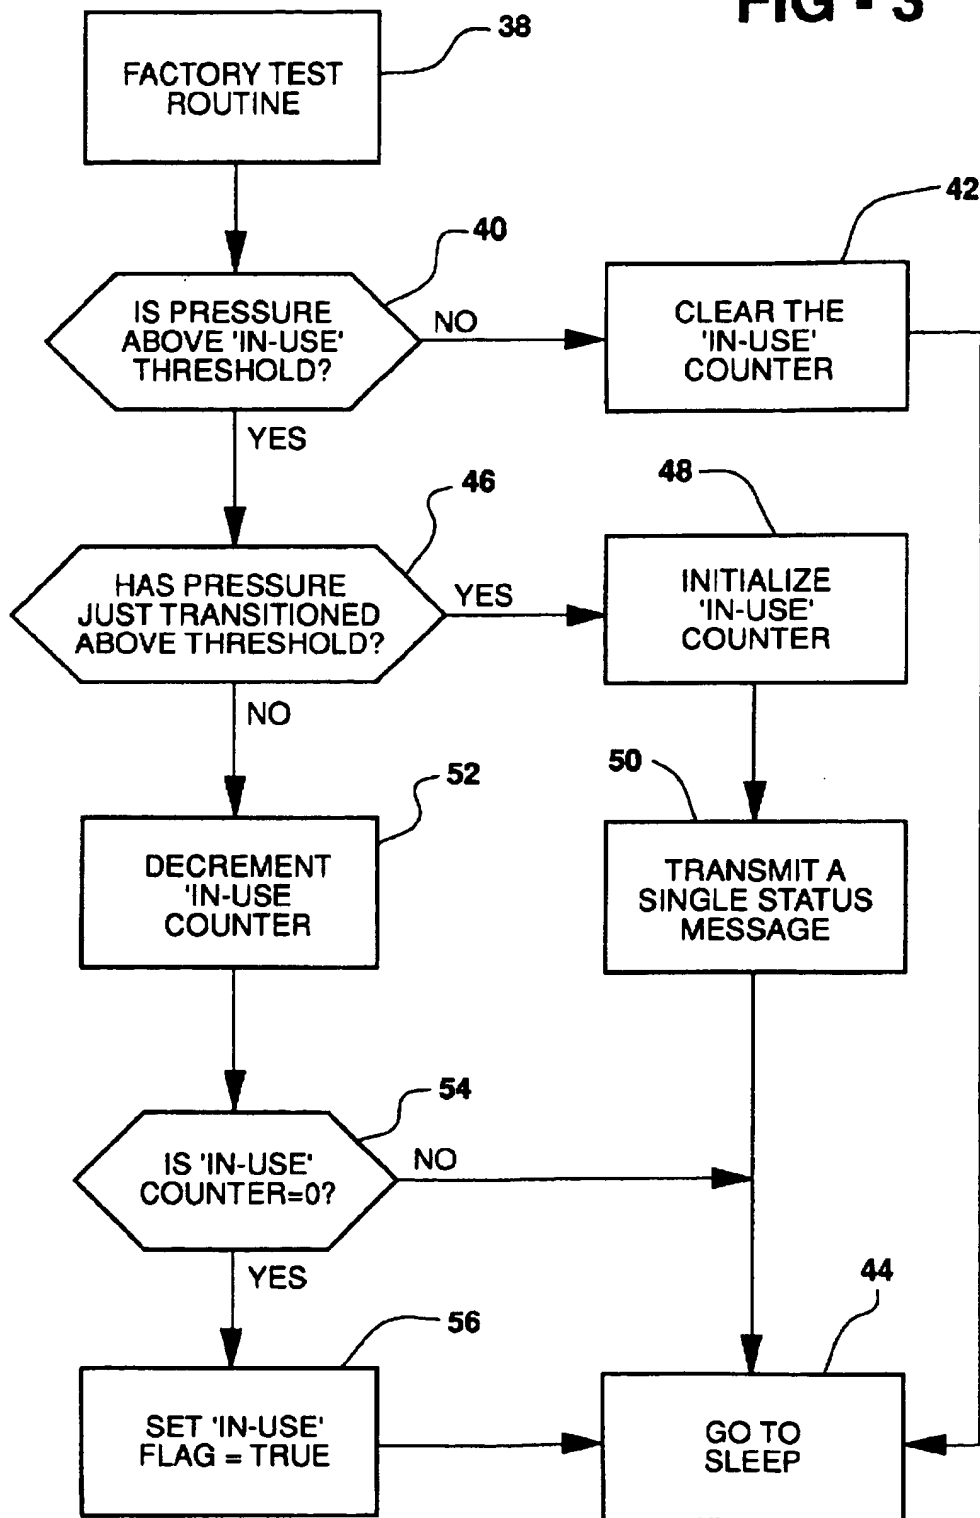 FIG - 3
38
FACTORY TEST
ROUTINE
40
42
IS PRESSURE
ABOVE 'IN-USE'
THRESHOLD?
NO
CLEAR THE
'IN-USE'
COUNTER
YES
46
48
HAS PRESSURE
JUST TRANSITIONED
ABOVE THRESHOLD?
YES
INITIALIZE
'IN-USE'
COUNTER
NO
52
50
DECREMENT
'IN-USE
COUNTER
TRANSMIT A
SINGLE STATUS
MESSAGE
54
IS 'IN-USE'
COUNTER=0?
NO
YES
44
56
SET 'IN-USE'
FLAG = TRUE
GO TO
SLEEP